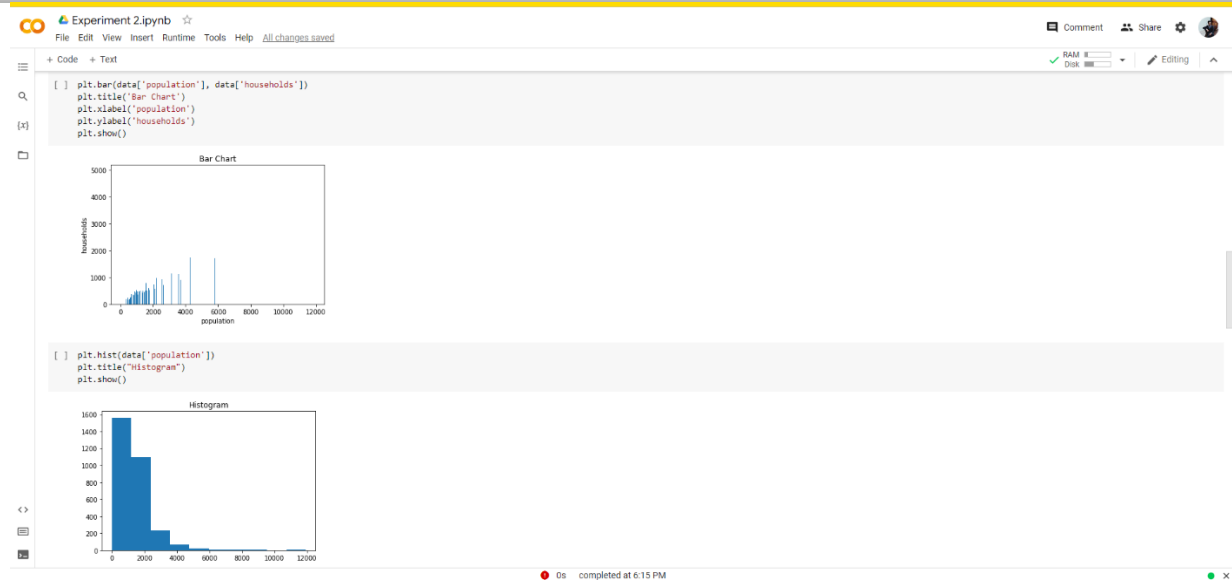 Experiment 2.ipynb
File Edit View Insert Runtime Tools Help All changes saved
Comment Share
+ Code + Text
RAM
Disk
Editing
{x}
[ ] plt.bar(data['population'], data['households'])
plt.title('Bar Chart')
plt.xlabel('population')
plt.ylabel('households')
plt.show()
Bar Chart
5000
4000
3000
2000
1000
0
households
0 2000 4000 6000 8000 10000 12000
population
[ ] plt.hist(data['population'])
plt.title("Histogram")
plt.show()
Histogram
1600
1400
1200
1000
800
600
400
200
0
0 2000 4000 6000 8000 10000 12000
0s completed at 6:15 PM